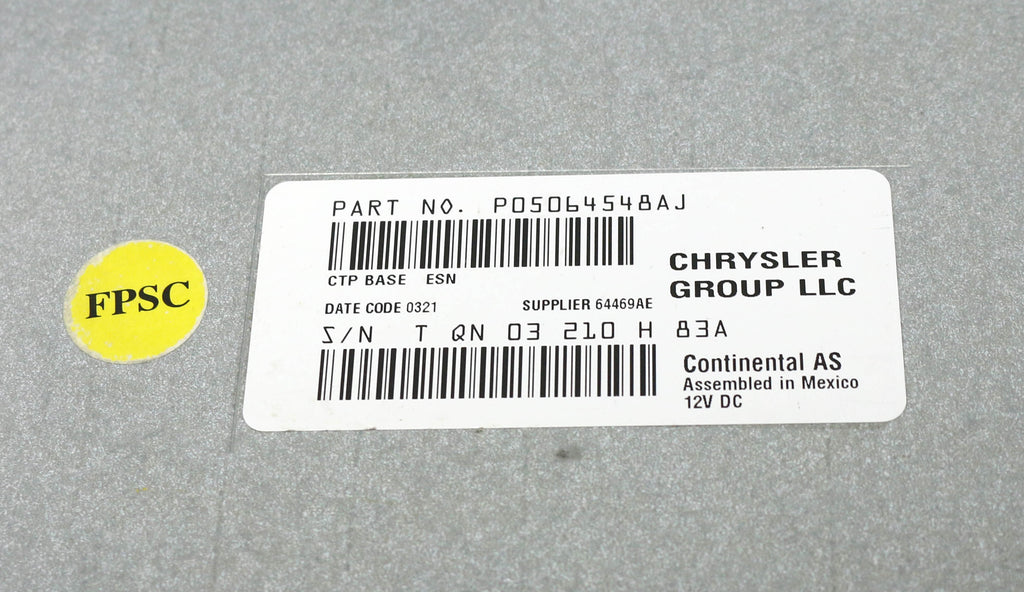 PART NO. P05064548AJ
CTP BASE ESN
CHRYSLER
GROUP LLC
DATE CODE 0321 SUPPLIER 64469AE
S/N T QN 03 210 H 83A
Continental AS
Assembled in Mexico
12V DC
FPSC